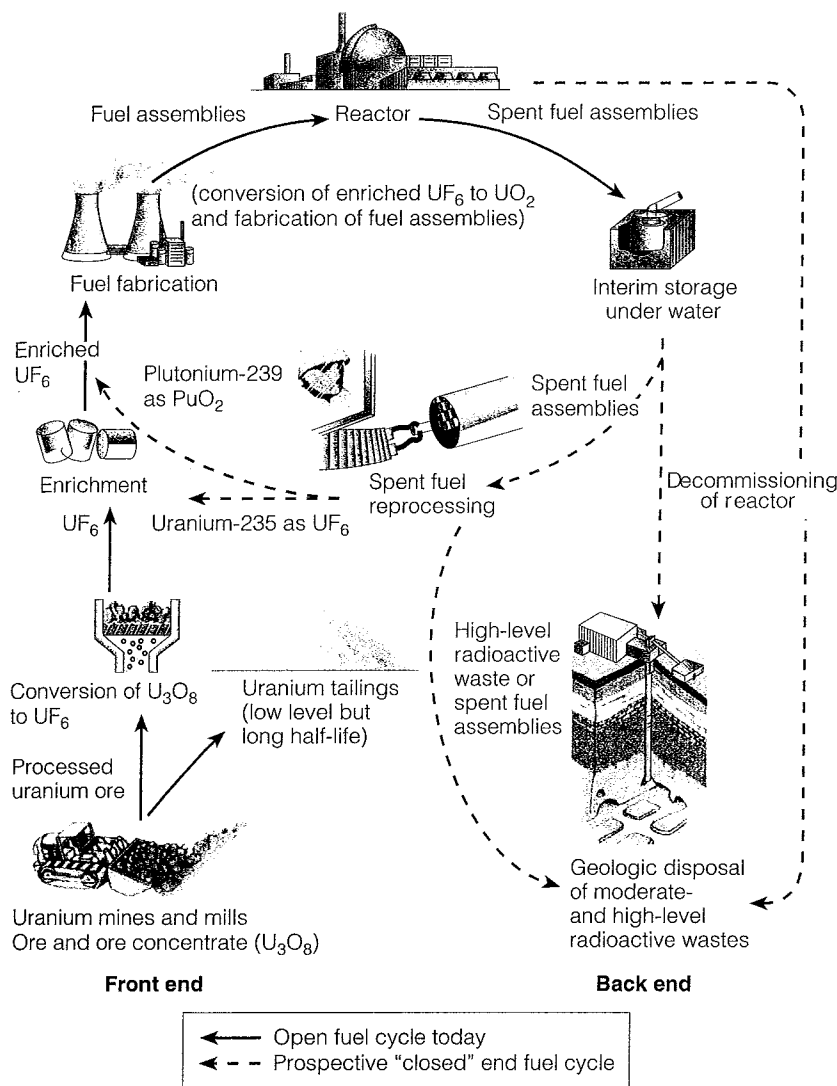 Fuel assemblies
Reactor
Spent fuel assemblies
(conversion of enriched UF₆ to UO₂
and fabrication of fuel assemblies)
Fuel fabrication
Interim storage
under water
Enriched
UF₆
Plutonium-239
as PuO₂
Spent fuel
assemblies
Enrichment
UF₆
Uranium-235 as UF₆
Spent fuel
reprocessing
Decommissioning
of reactor
Conversion of U₃O₈
to UF₆
Uranium tailings
(low level but
long half-life)
High-level
radioactive
waste or
spent fuel
assemblies
Processed
uranium ore
Uranium mines and mills
Ore and ore concentrate (U₃O₈)
Geologic disposal
of moderate-
and high-level
radioactive wastes
Front end
Back end
Open fuel cycle today
Prospective “closed” end fuel cycle